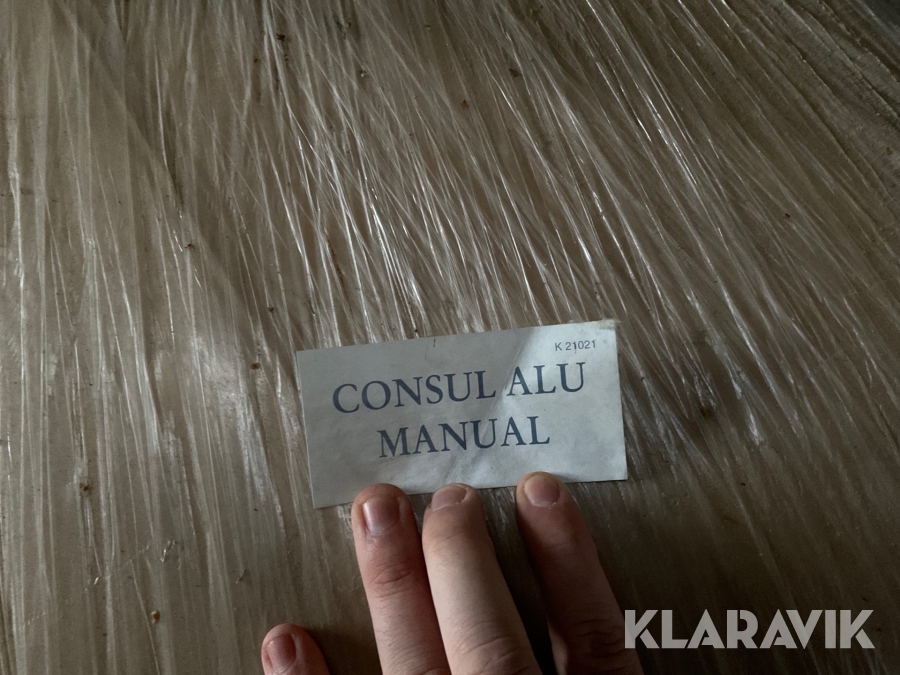 K 21021
CONSUL ALU
MANUAL
KLARAVIK